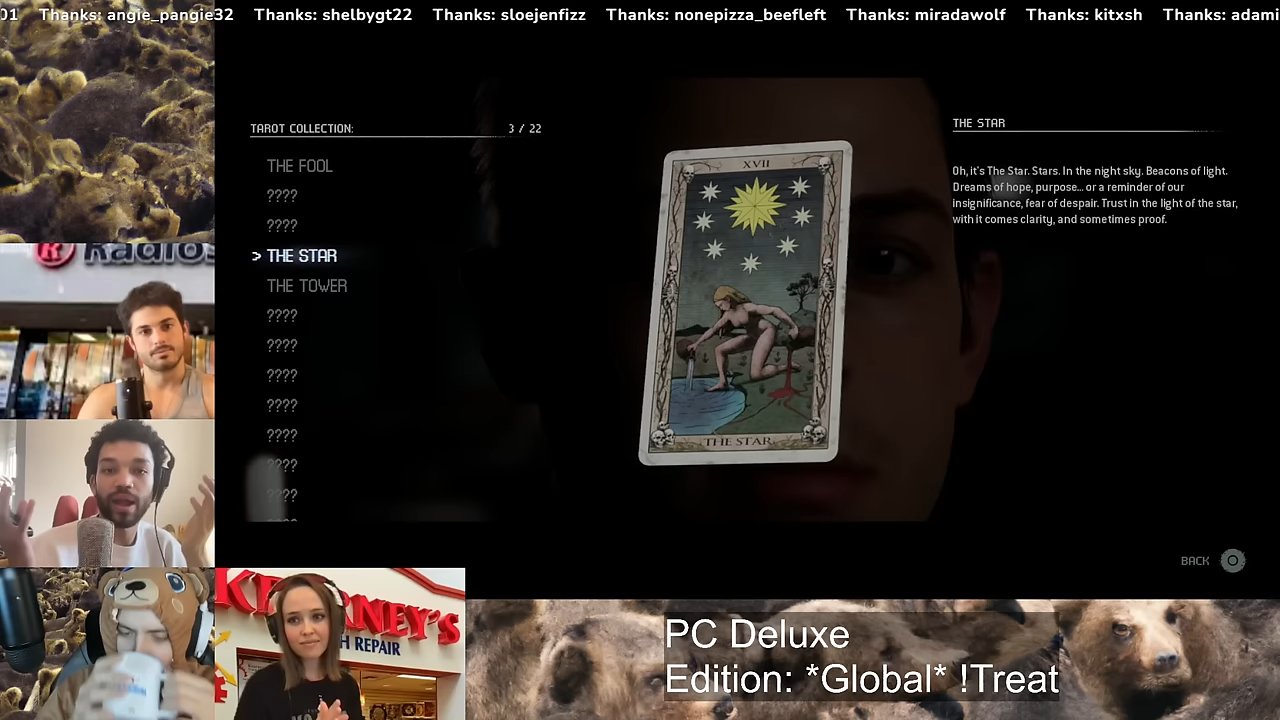 01 Thanks: angie_pangie32 Thanks: shelbygt22 Thanks: sloejenfizz Thanks: nonepizza_beefleft Thanks: miradawolf Thanks: kitxsh Thanks: adami
TAROT COLLECTION: 3 / 22
THE FOOL
????
????
> THE STAR
THE TOWER
????
????
????
????
????
????
????
XVII
THE STAR
THE STAR
Oh, it's The Star. Stars. In the night sky. Beacons of light.
Dreams of hope, purpose... or a reminder of our
insignificance, fear of despair. Trust in the light of the star,
with it comes clarity, and sometimes proof.
BACK
PC Deluxe
Edition: *Global* !Treat